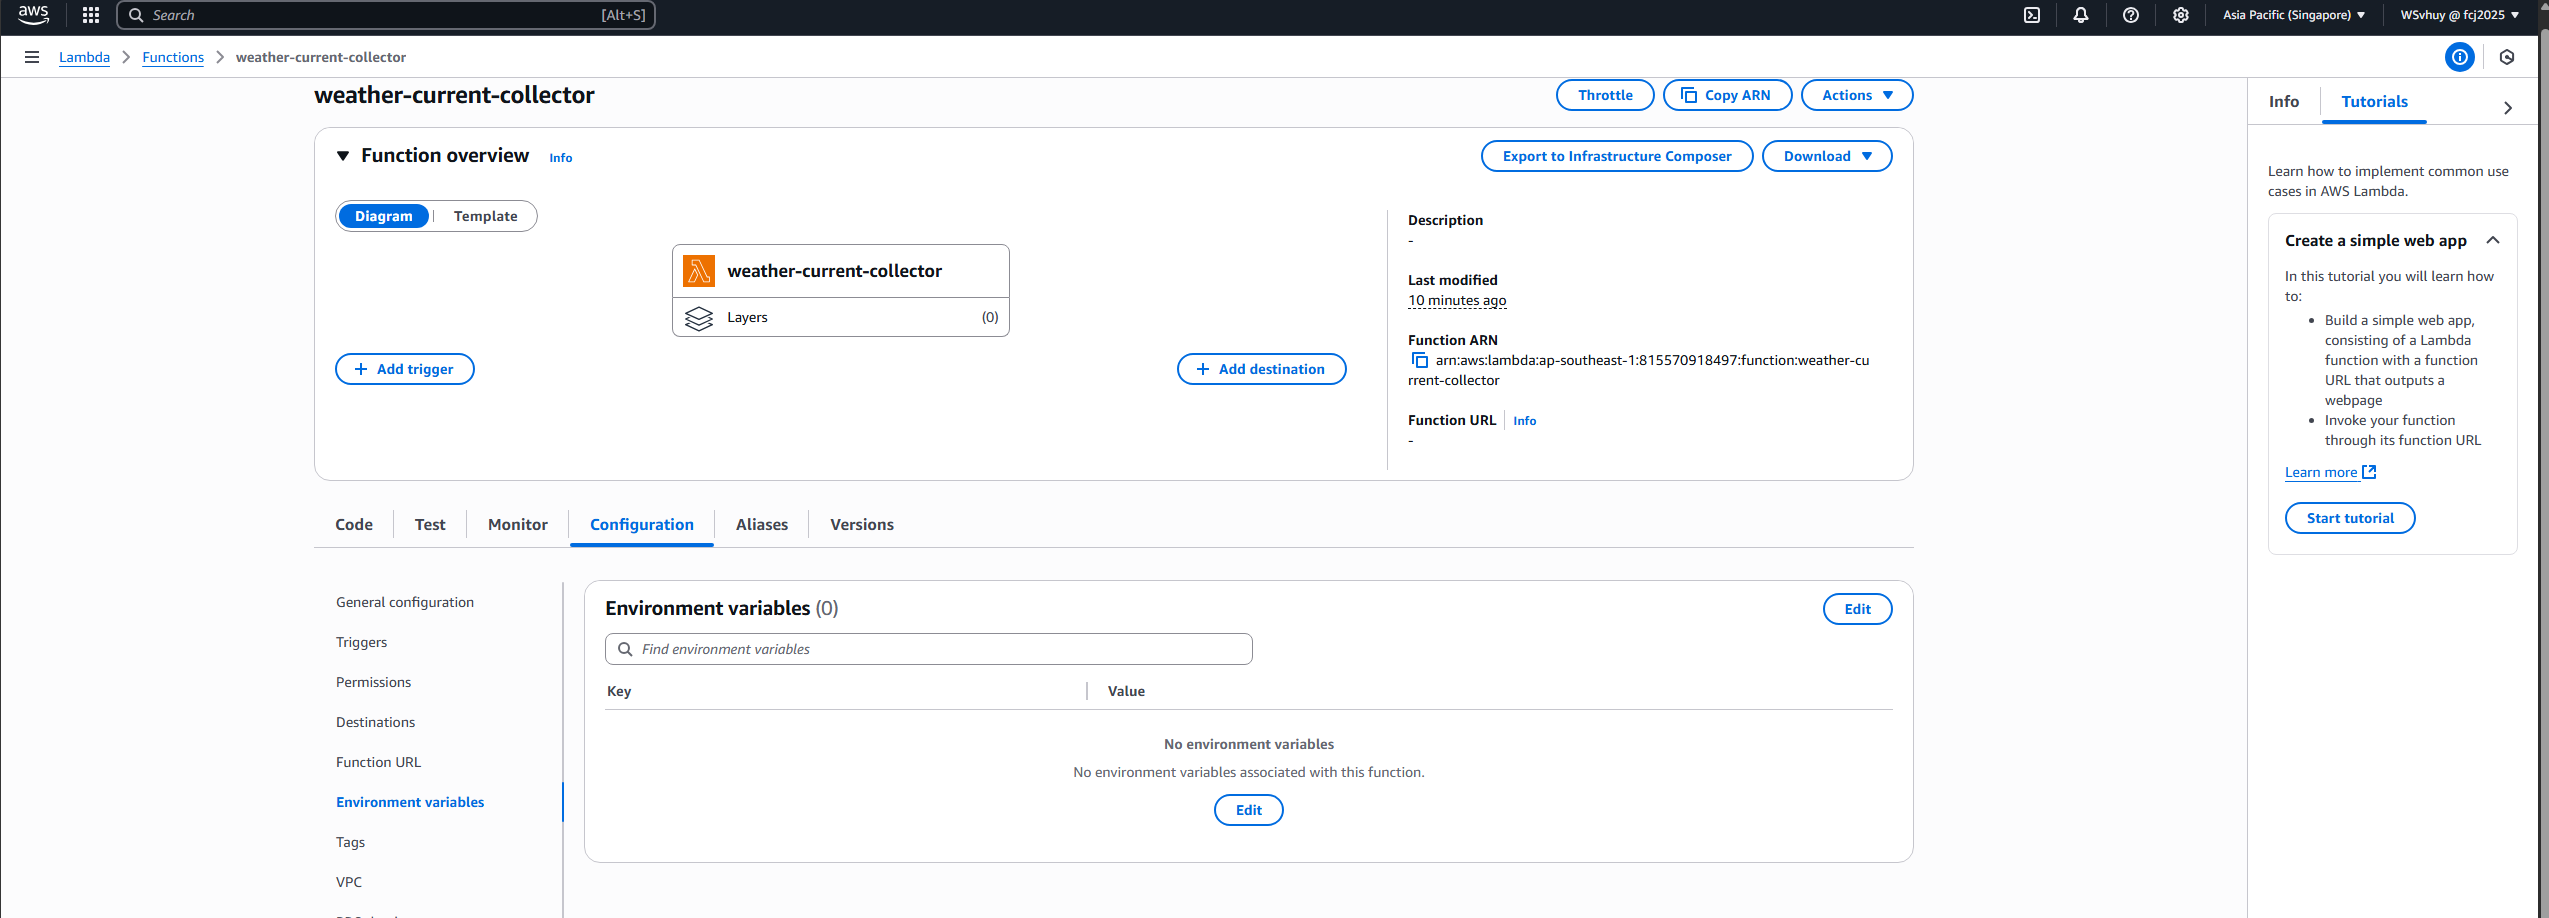 aws
Search [Alt+S]
Asia Pacific (Singapore)
WSvhuy @ fcj2025
Lambda
Functions
weather-current-collector
weather-current-collector
Throttle
Copy ARN
Actions
Function overview
Info
Export to Infrastructure Composer
Download
Diagram
Template
weather-current-collector
Layers (0)
Add trigger
Add destination
Description
-
Last modified
10 minutes ago
Function ARN
arn:aws:lambda:ap-southeast-1:815570918497:function:weather-cu
rrent-collector
Function URL Info
-
Code
Test
Monitor
Configuration
Aliases
Versions
General configuration
Triggers
Permissions
Destinations
Function URL
Environment variables
Tags
VPC
Environment variables (0)
Edit
Find environment variables
Key
Value
No environment variables
No environment variables associated with this function.
Edit
Info
Tutorials
Learn how to implement common use
cases in AWS Lambda.
Create a simple web app
In this tutorial you will learn how
to:
• Build a simple web app,
consisting of a Lambda
function with a function
URL that outputs a
webpage
• Invoke your function
through its function URL
Learn more
Start tutorial